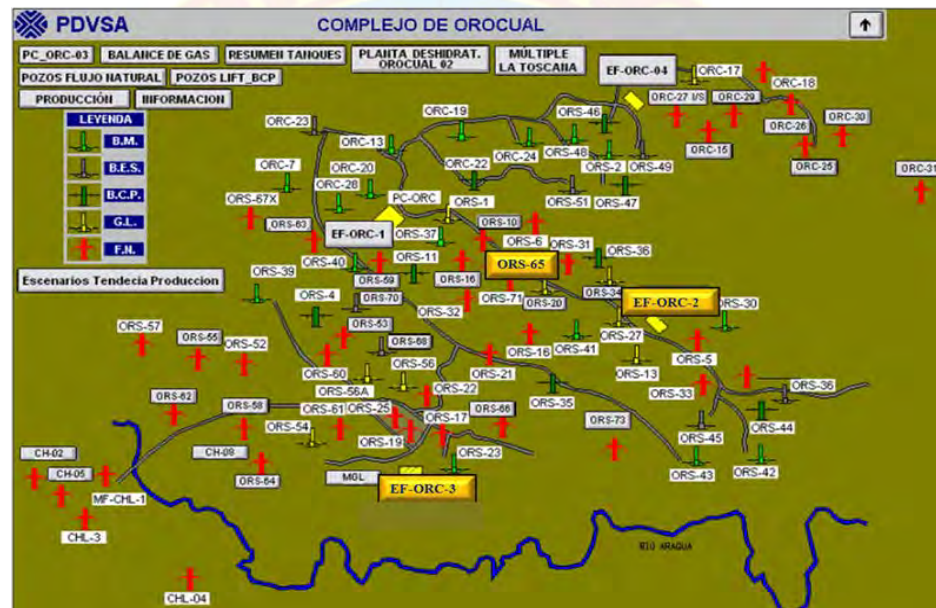 PDVSA
COMPLEJO DE OROCUAL
PC_ORC-03
BALANCE DE GAS
RESUMEN TANQUES
PLANTA DESHIDRAT.
OROCUAL 02
MÚLTIPLE
LA TOSCANA
POZOS FLUJO NATURAL
POZOS LIFT_BCP
PRODUCCIÓN
INFORMACION
LEYENDA
B.M.
B.E.S.
B.C.P.
G.L.
F.N.
Escenarios Tendecia Produccion
EF-ORC-04
ORC-17
ORC-18
ORC-27 I/S
ORC-29
ORC-30
ORC-26
ORC-15
ORC-25
ORC-31
ORC-23
ORC-13
ORC-19
ORS-46
ORC-24
ORS-48
ORS-2
ORS-49
ORC-7
ORC-20
ORC-22
ORC-28
PC-ORC
ORS-1
ORS-51
ORS-47
ORS-67X
ORS-63
EF-ORC-1
ORS-37
ORS-10
ORS-6
ORS-31
ORS-36
ORS-40
ORS-11
ORS-65
ORS-39
ORS-59
ORS-16
ORS-71
ORS-20
ORS-34
EF-ORC-2
ORS-30
ORS-4
ORS-70
ORS-32
ORS-57
ORS-55
ORS-52
ORS-53
ORS-68
ORS-27
ORS-60
ORS-56
ORS-21
ORS-16
ORS-41
ORS-13
ORS-5
ORS-56A
ORS-22
ORS-33
ORS-36
ORS-62
ORS-58
ORS-61
ORS-25
ORS-17
ORS-66
ORS-35
ORS-73
ORS-44
ORS-54
ORS-19
ORS-45
CH-02
CH-05
CH-08
ORS-23
ORS-43
ORS-42
MF-CHL-1
ORS-64
MGL
EF-ORC-3
CHL-3
RIO ARAGUA
CHL-04